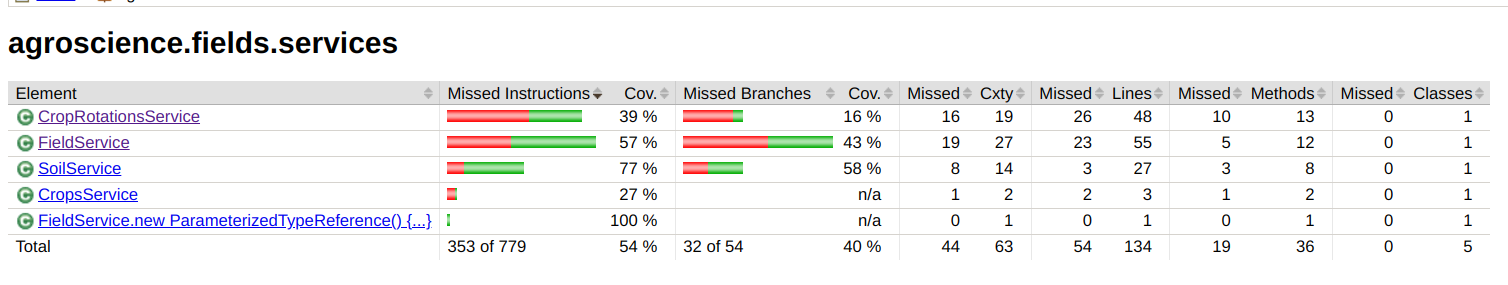 agroscience.fields.services
Element Missed Instructions Cov. Missed Branches Cov. Missed Cxty Missed Lines Missed Methods Missed Classes
C CropRotationsService 39 % 16 % 16 19 26 48 10 13 0 1
C FieldService 57 % 43 % 19 27 23 55 5 12 0 1
C SoilService 77 % 58 % 8 14 3 27 3 8 0 1
C CropsService 27 % n/a 1 2 2 3 1 2 0 1
C FieldService.new ParameterizedTypeReference() {...} 100 % n/a 0 1 0 1 0 1 0 1
Total 353 of 779 54 % 32 of 54 40 % 44 63 54 134 19 36 0 5